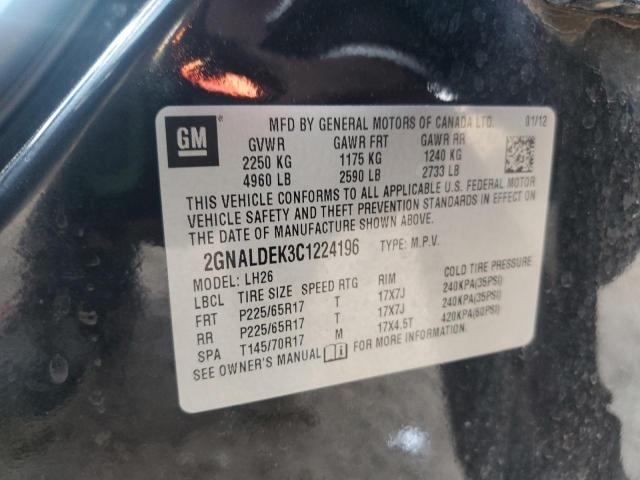 GM
MFD BY GENERAL MOTORS OF CANADA LTD. 01/12
GVWR GAWR FRT GAWR RR
2250 KG 1175 KG 1240 KG
4960 LB 2590 LB 2733 LB
THIS VEHICLE CONFORMS TO ALL APPLICABLE U.S. FEDERAL MOTOR
VEHICLE SAFETY AND THEFT PREVENTION STANDARDS IN EFFECT ON
THE DATE OF MANUFACTURE SHOWN ABOVE.
2GNALDEK3C1224196 TYPE: M.P.V.
MODEL: LH26
LBCL TIRE SIZE SPEED RTG RIM COLD TIRE PRESSURE
FRT P225/65R17 T 17X7J 240KPA(35PSI)
RR P225/65R17 T 17X7J 240KPA(35PSI)
SPA T145/70R17 M 17X4.5T 420KPA(60PSI)
SEE OWNER'S MANUAL FOR MORE INFORMATION.